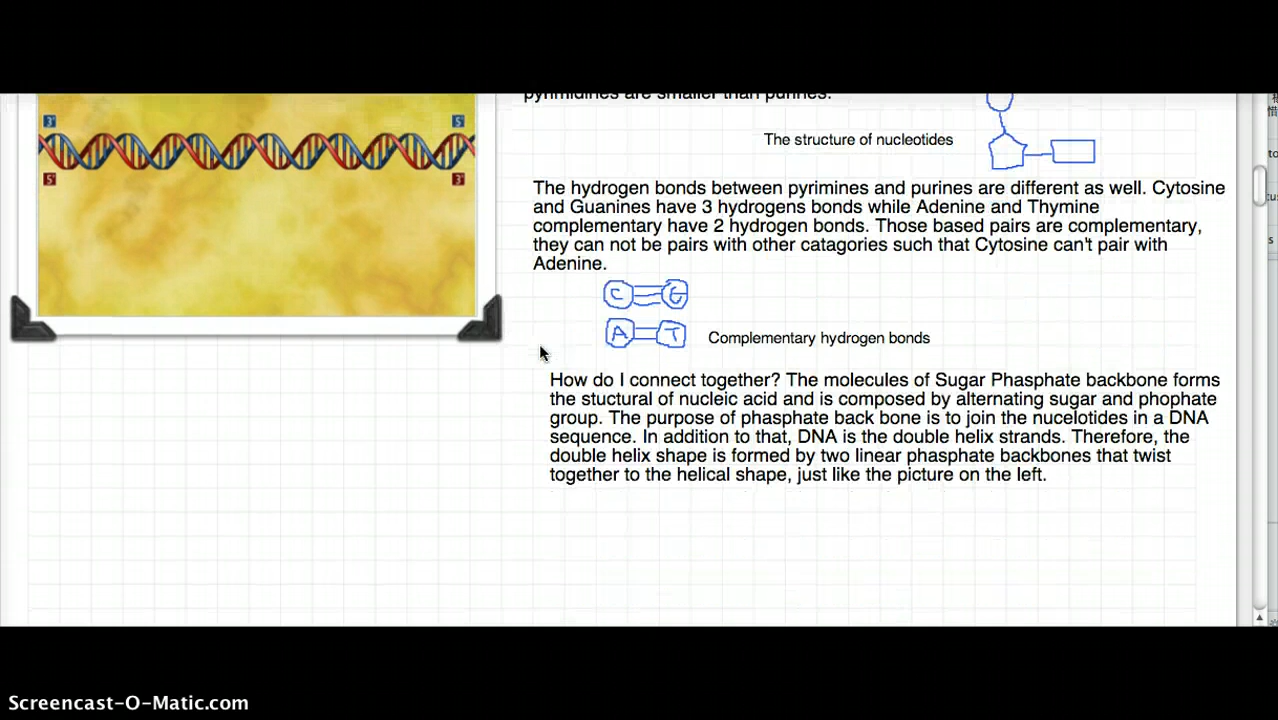 pyrimidines are smaller than purines.
3'
5'
5'
3'
The structure of nucleotides
The hydrogen bonds between pyrimines and purines are different as well. Cytosine
and Guanines have 3 hydrogens bonds while Adenine and Thymine
complementary have 2 hydrogen bonds. Those based pairs are complementary,
they can not be pairs with other catagories such that Cytosine can't pair with
Adenine.
C G
A T
Complementary hydrogen bonds
How do I connect together? The molecules of Sugar Phasphate backbone forms
the stuctural of nucleic acid and is composed by alternating sugar and phophate
group. The purpose of phasphate back bone is to join the nucelotides in a DNA
sequence. In addition to that, DNA is the double helix strands. Therefore, the
double helix shape is formed by two linear phasphate backbones that twist
together to the helical shape, just like the picture on the left.
to
s
Screencast-O-Matic.com